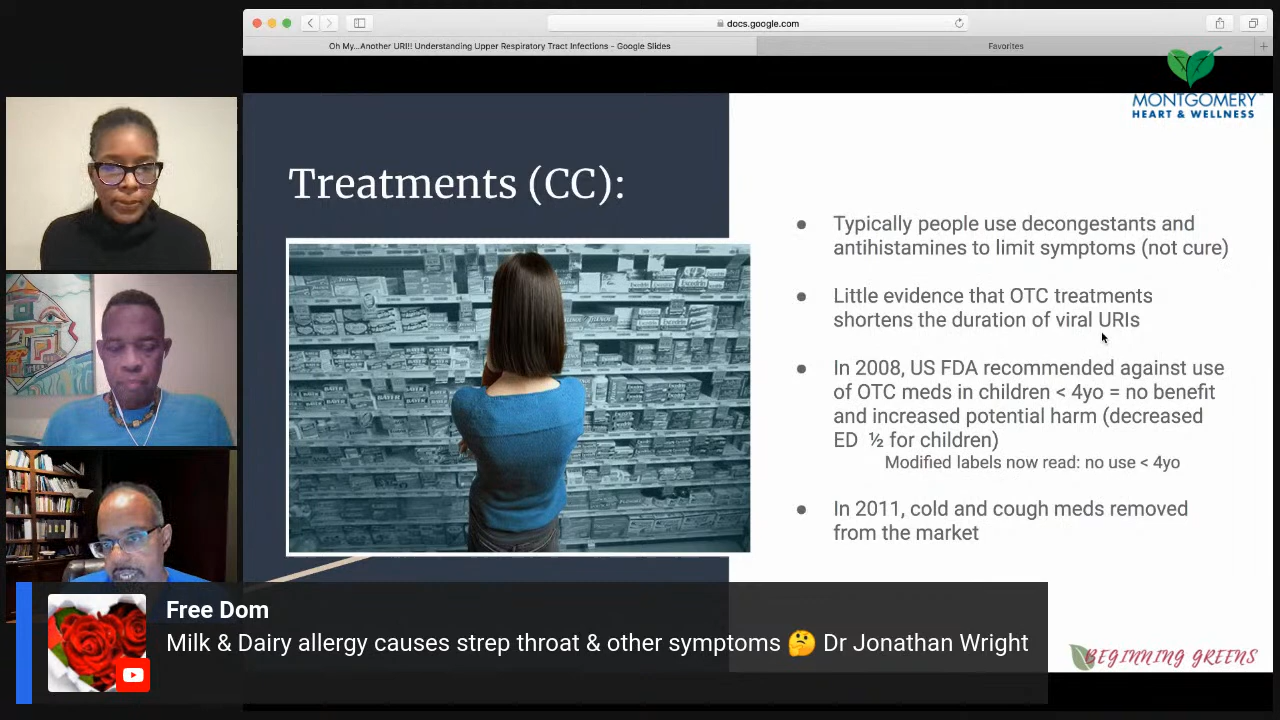 docs.google.com
Oh My...Another URI!! Understanding Upper Respiratory Tract Infections - Google Slides
Favorites
MONTGOMERY
HEART & WELLNESS
Treatments (CC):
● Typically people use decongestants and
antihistamines to limit symptoms (not cure)
● Little evidence that OTC treatments
shortens the duration of viral URIs
● In 2008, US FDA recommended against use
of OTC meds in children < 4yo = no benefit
and increased potential harm (decreased
ED ½ for children)
Modified labels now read: no use < 4yo
● In 2011, cold and cough meds removed
from the market
Free Dom
Milk & Dairy allergy causes strep throat & other symptoms 🤔 Dr Jonathan Wright
BEGINNING GREENS